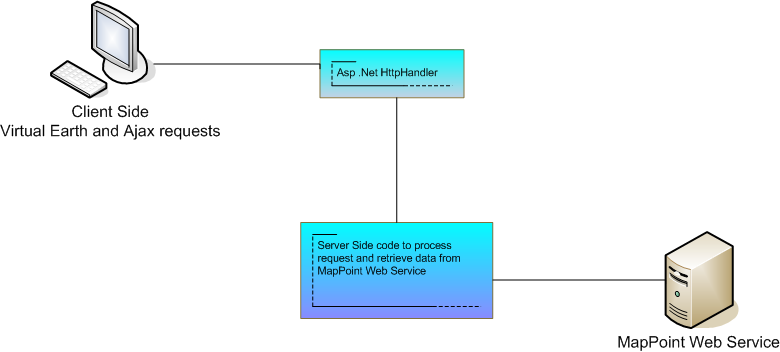 Asp .Net HttpHandler
Client Side
Virtual Earth and Ajax requests
Server Side code to process
request and retrieve data from
MapPoint Web Service
MapPoint Web Service